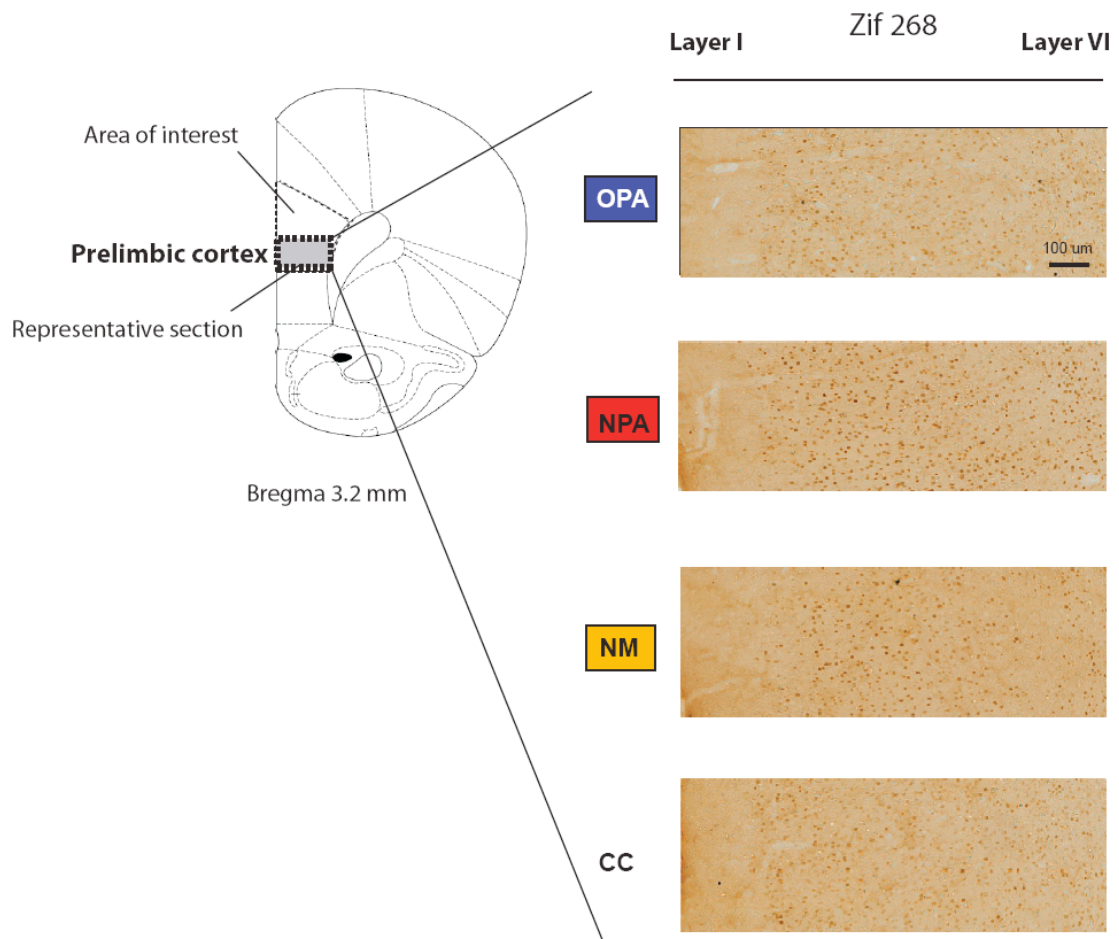 Zif 268
Layer I
Layer VI
Area of interest
OPA
100 um
Prelimbic cortex
Representative section
NPA
Bregma 3.2 mm
NM
CC